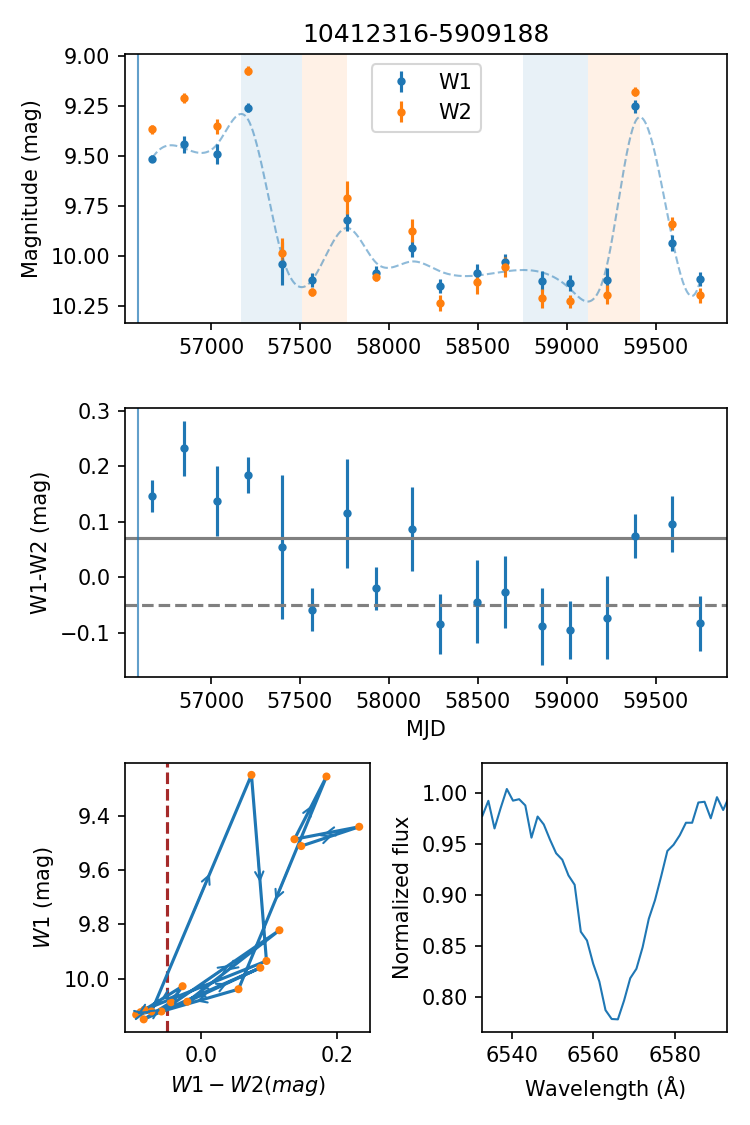 10412316-5909188
Magnitude (mag)
9.00
9.25
9.50
9.75
10.00
10.25
W1
W2
57000 57500 58000 58500 59000 59500
W1-W2 (mag)
0.3
0.2
0.1
0.0
−0.1
57000 57500 58000 58500 59000 59500
MJD
W1 (mag)
9.4
9.6
9.8
10.0
0.0 0.2
W1 − W2(mag)
Normalized flux
1.00
0.95
0.90
0.85
0.80
6540 6560 6580
Wavelength (Å)